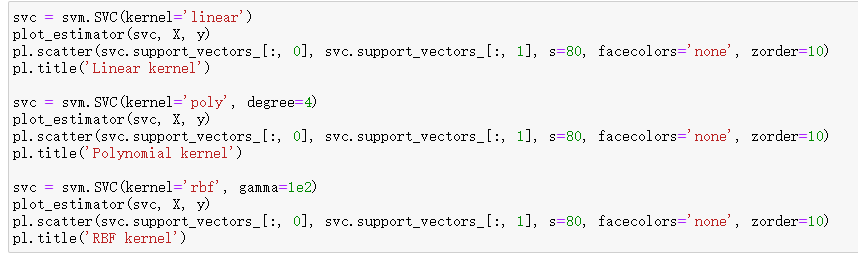 svc = svm.SVC(kernel='linear')
plot_estimator(svc, X, y)
pl.scatter(svc.support_vectors_[:, 0], svc.support_vectors_[:, 1], s=80, facecolors='none', zorder=10)
pl.title('Linear kernel')

svc = svm.SVC(kernel='poly', degree=4)
plot_estimator(svc, X, y)
pl.scatter(svc.support_vectors_[:, 0], svc.support_vectors_[:, 1], s=80, facecolors='none', zorder=10)
pl.title('Polynomial kernel')

svc = svm.SVC(kernel='rbf', gamma=1e2)
plot_estimator(svc, X, y)
pl.scatter(svc.support_vectors_[:, 0], svc.support_vectors_[:, 1], s=80, facecolors='none', zorder=10)
pl.title('RBF kernel')